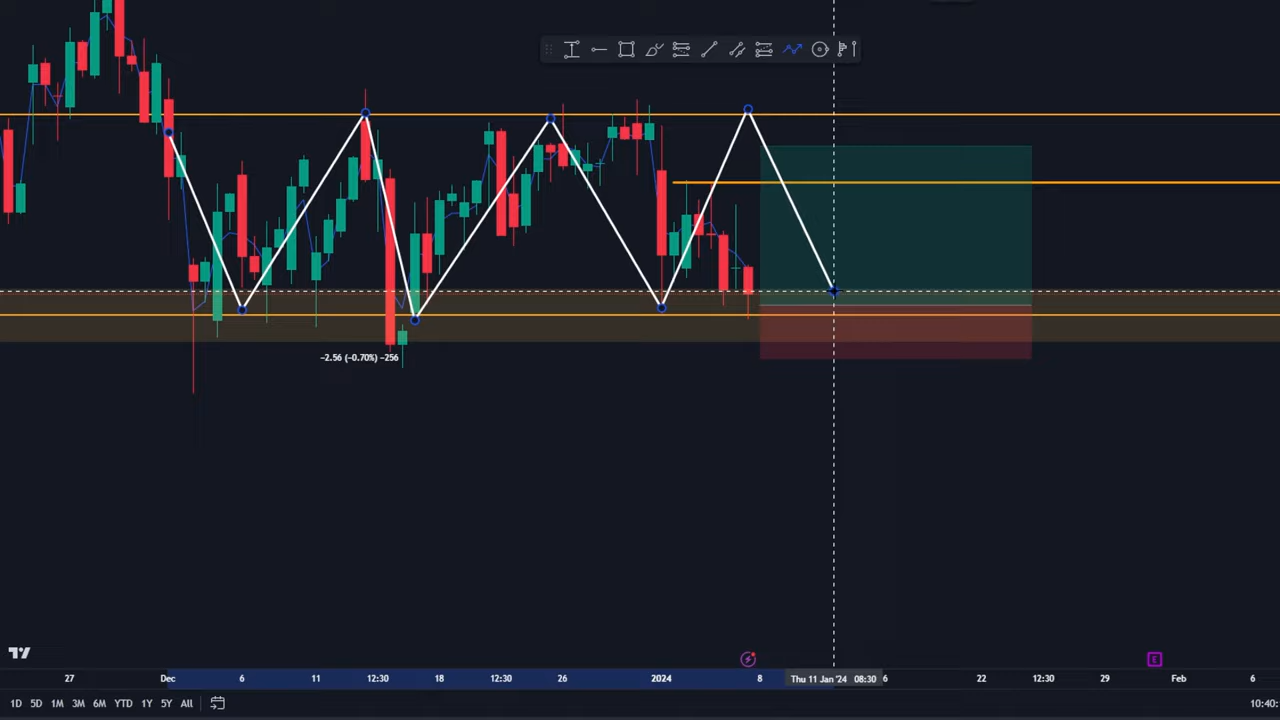 −2.56 (−0.70%) −256
E
27 Dec 6 11 12:30 18 12:30 26 2024 8 Thu 11 Jan '24 08:30 6 22 12:30 29 Feb 6
1D 5D 1M 3M 6M YTD 1Y 5Y All 10:40: